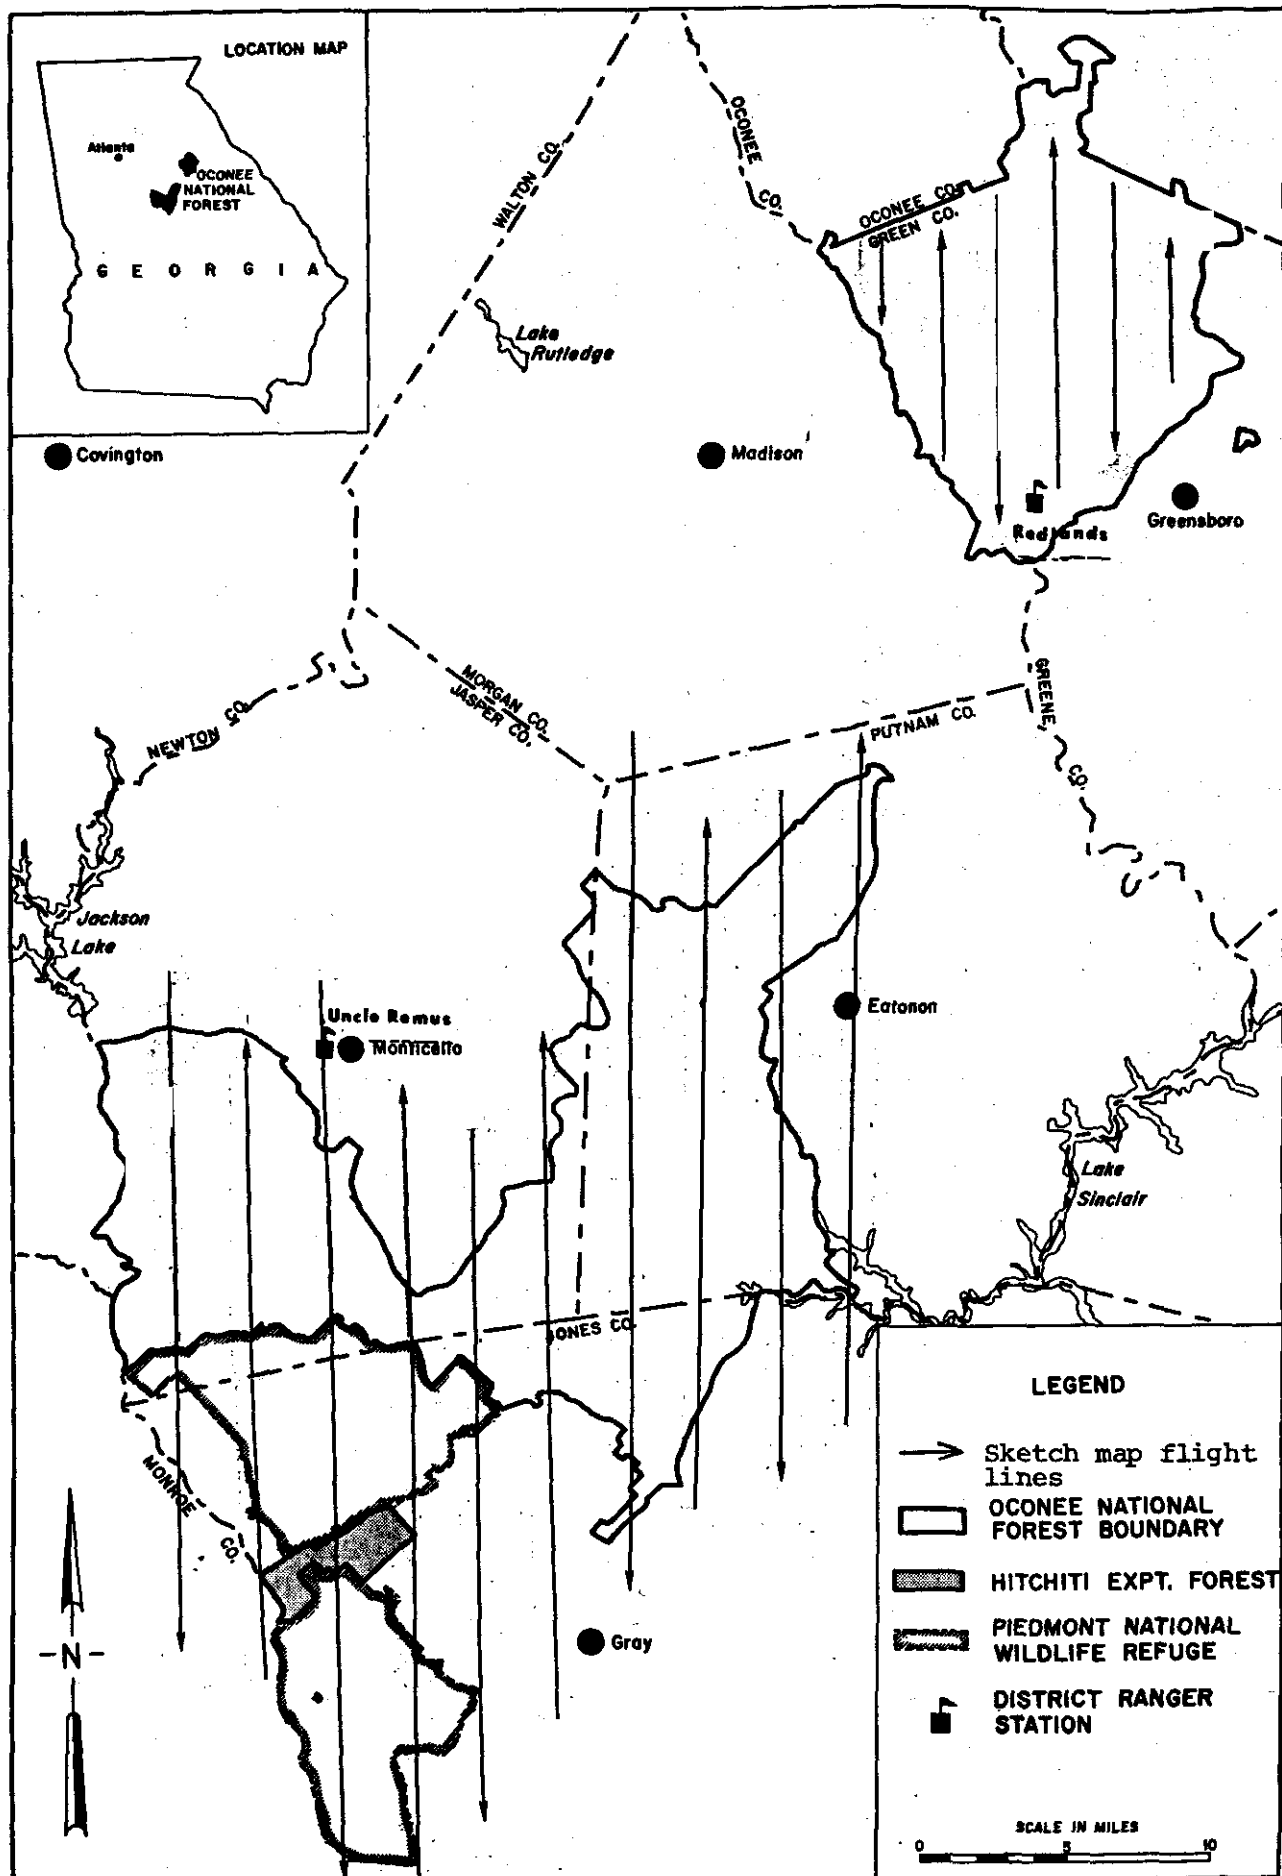 LOCATION MAP
Atlanta
OCONEE
NATIONAL
FOREST
G E O R G I A
WALTON CO.
OCONEE
CO.
OCONEE CO.
GREEN CO.
Lake
Rutledge
Covington
Madison
Redlands
Greensboro
NEWTON CO.
MORGAN CO.
JASPER CO.
PUTNAM CO.
GREENE,
CO.
Jackson
Lake
Uncle Remus
Monticello
Eatonon
Lake
Sinclair
JONES CO.
MONROE
CO.
Gray
N
LEGEND
Sketch map flight
lines
OCONEE NATIONAL
FOREST BOUNDARY
HITCHITI EXPT. FOREST
PIEDMONT NATIONAL
WILDLIFE REFUGE
DISTRICT RANGER
STATION
SCALE IN MILES
0 5 10